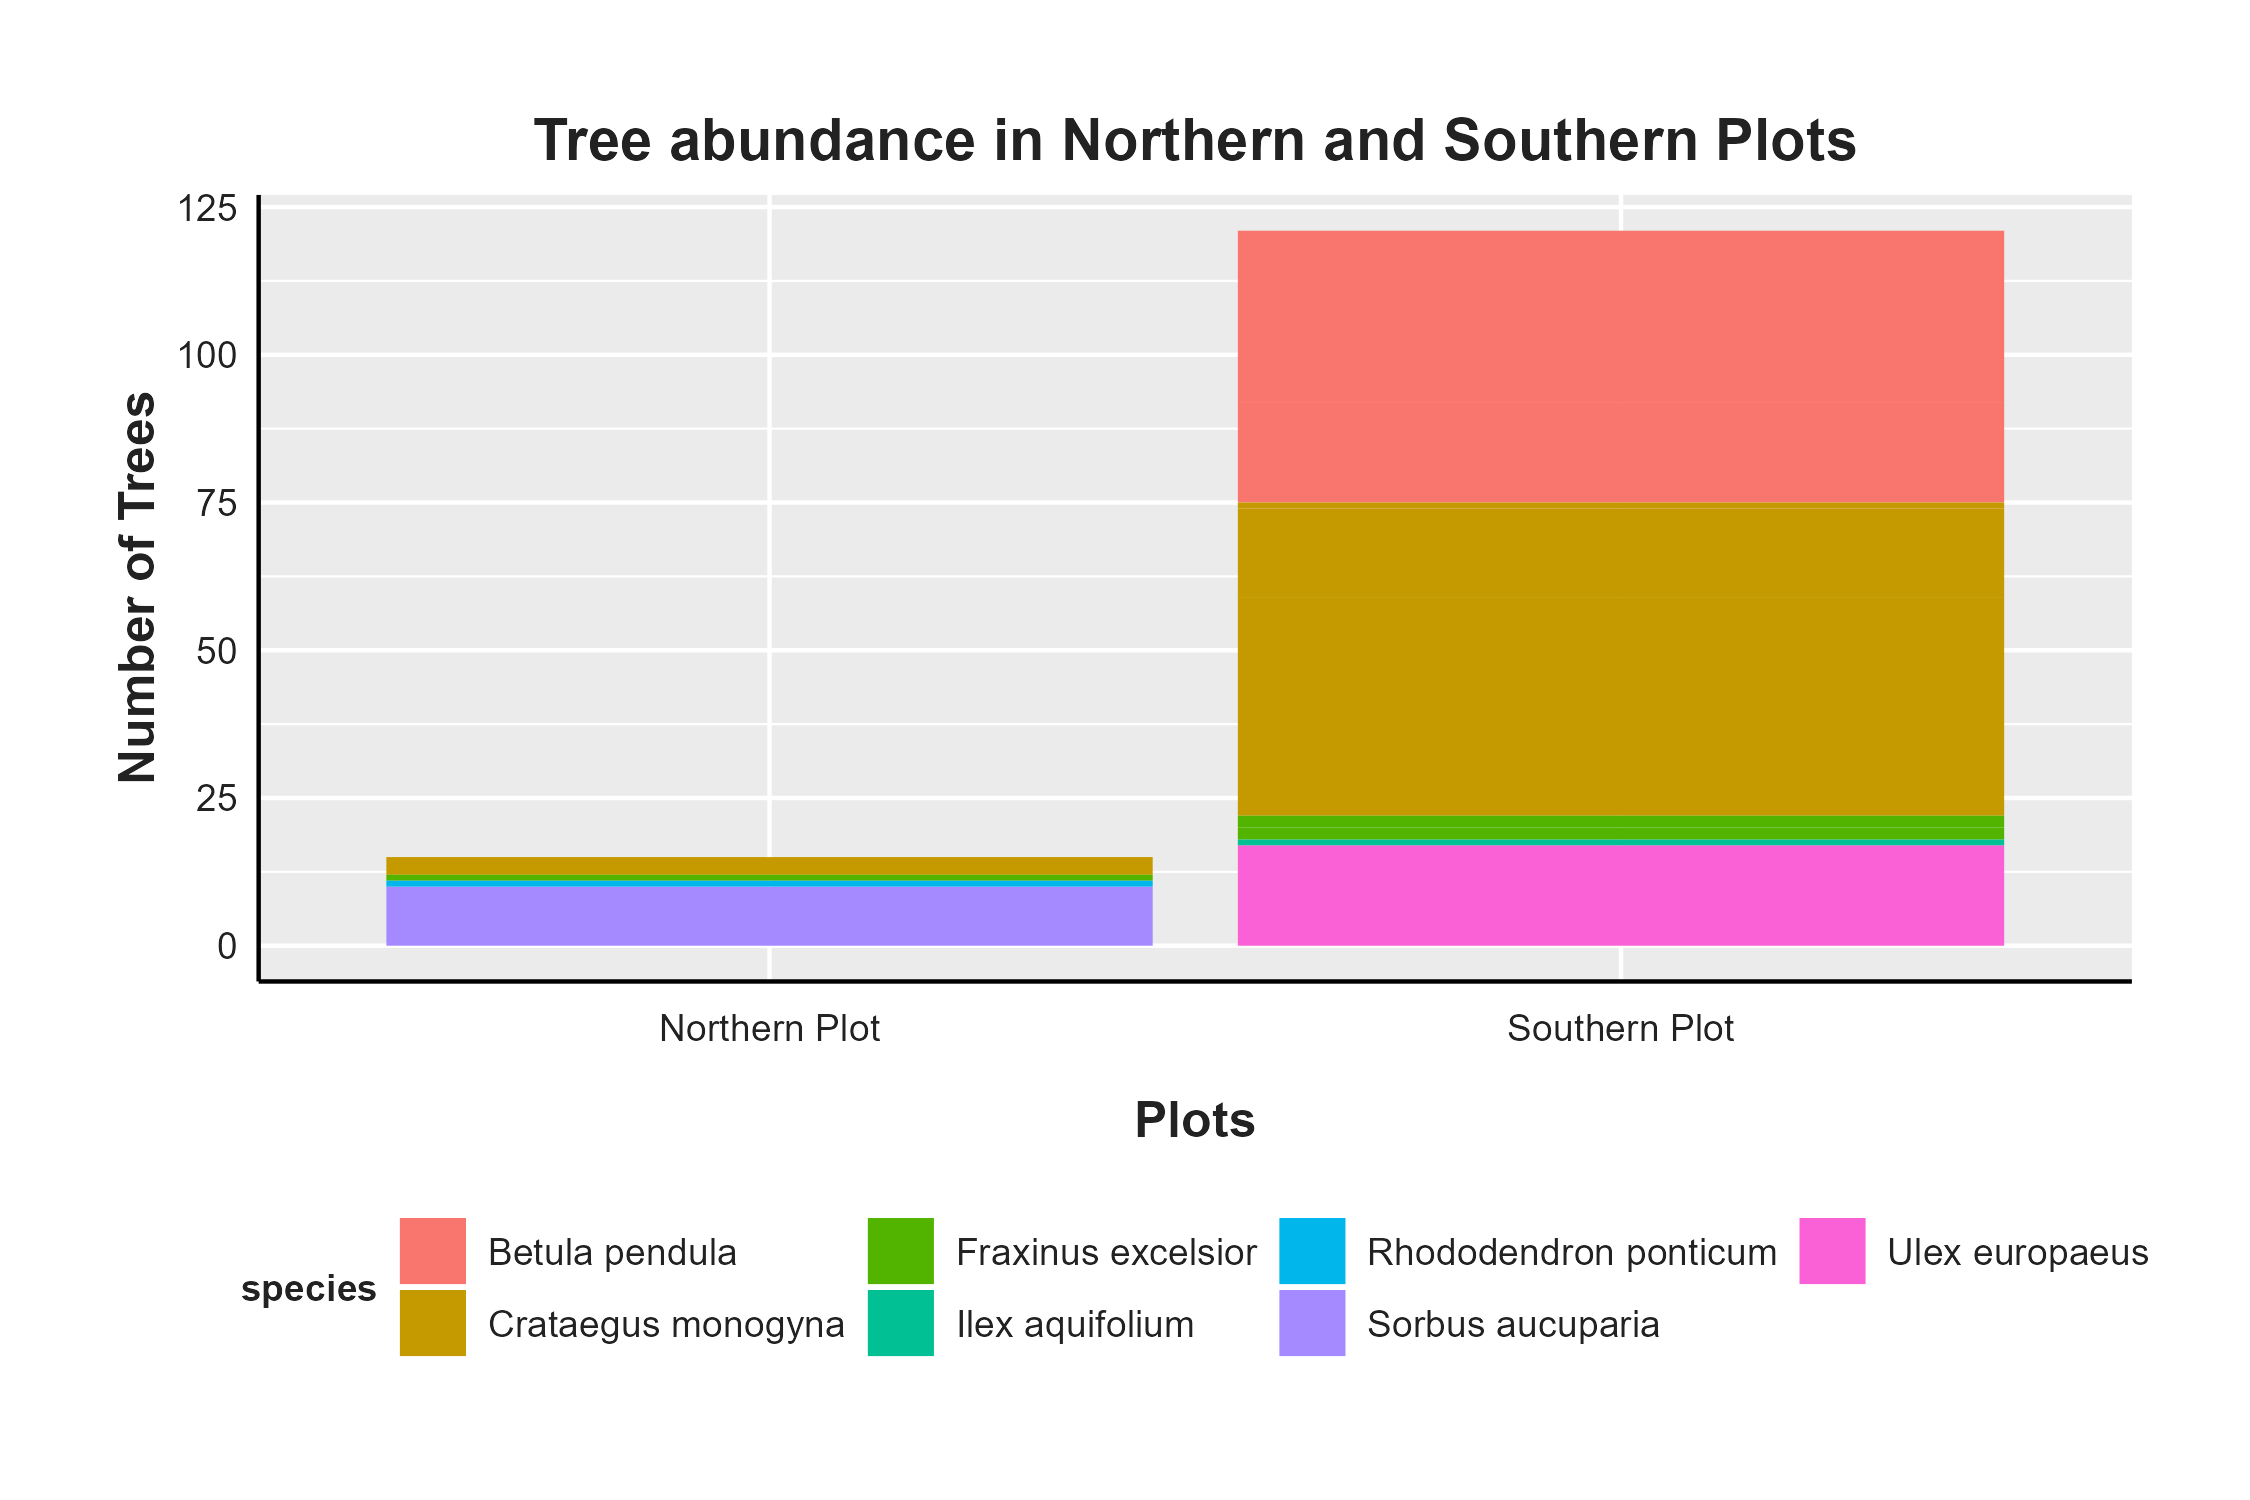 Tree abundance in Northern and Southern Plots
Number of Trees
125
100
75
50
25
0
Northern Plot Southern Plot
Plots
species
Betula pendula Fraxinus excelsior Rhododendron ponticum Ulex europaeus
Crataegus monogyna Ilex aquifolium Sorbus aucuparia